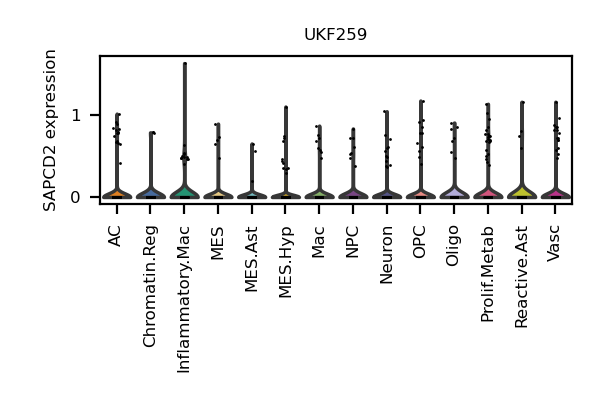 UKF259
SAPCD2 expression
1
0
AC
Chromatin.Reg
Inflammatory.Mac
MES
MES.Ast
MES.Hyp
Mac
NPC
Neuron
OPC
Oligo
Prolif.Metab
Reactive.Ast
Vasc